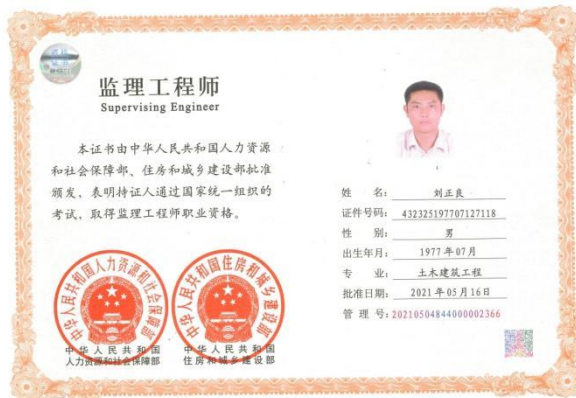 监理工程师
Supervising Engineer
本证书由中华人民共和国人力资源
和社会保障部、住房和城乡建设部批准
颁发，表明持证人通过国家统一组织的
考试，取得监理工程师职业资格。
中华人民共和国人力资源和社会保障部
中华人民共和国住房和城乡建设部
中华人民共和国
人力资源和社会保障部
中华人民共和国
住房和城乡建设部
姓 名： 刘正良
证件号码： 432325197707127118
性 别： 男
出生年月： 1977年07月
专 业： 土木建筑工程
批准日期： 2021年05月16日
管 理 号：20210504844000002366